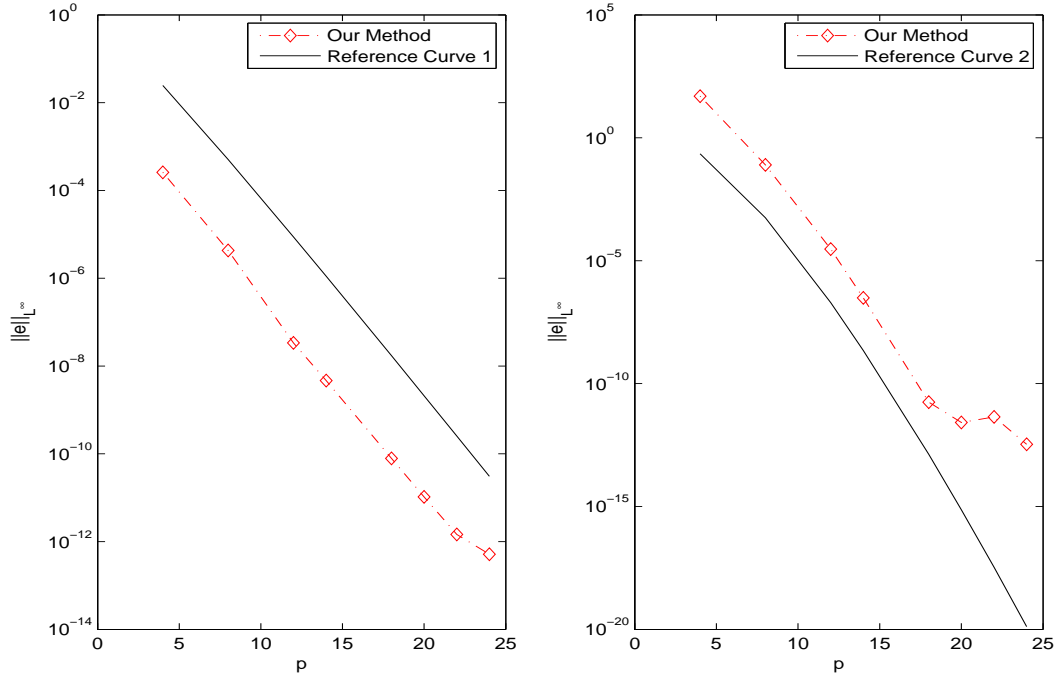 10^0
10^-2
10^-4
10^-6
10^-8
10^-10
10^-12
10^-14
||e||_L^∞
0 5 10 15 20 25
p
Our Method
Reference Curve 1
10^5
10^0
10^-5
10^-10
10^-15
10^-20
||e||_L^∞
0 5 10 15 20 25
p
Our Method
Reference Curve 2